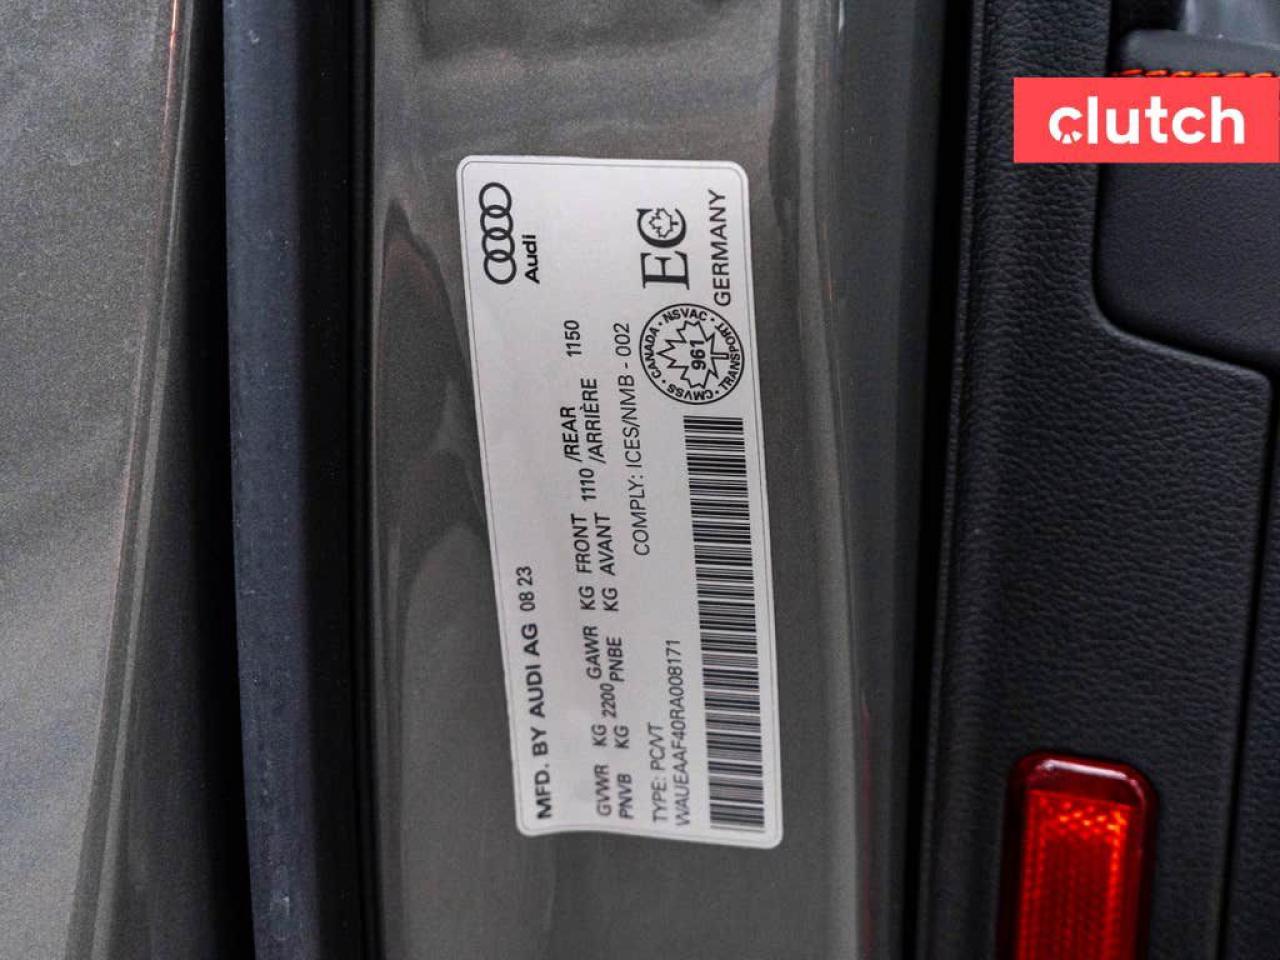 clutch
Audi
MFD. BY AUDI AG 08 23
GVWR KG 2200 GAWR KG FRONT 1110 /REAR 1150
PNVB KG PNBE KG AVANT /ARRIÈRE
COMPLY: ICES/NMB - 002
TYPE: PC/VT
WAUEAAF40RA008171
CANADA · NSVAC · TRANSPORT · CMVSS ·
961
EC
GERMANY